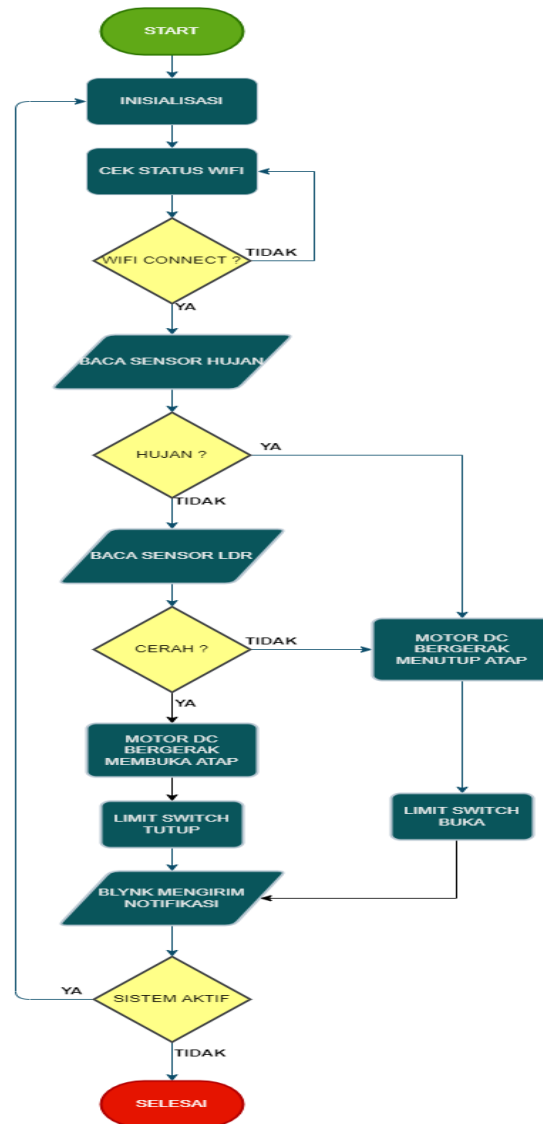 START
INISIALISASI
CEK STATUS WIFI
WIFI CONNECT ?
TIDAK
YA
BACA SENSOR HUJAN
HUJAN ?
YA
TIDAK
BACA SENSOR LDR
CERAH ?
TIDAK
MOTOR DC
BERGERAK
MENUTUP ATAP
YA
MOTOR DC
BERGERAK
MEMBUKA ATAP
LIMIT SWITCH
TUTUP
LIMIT SWITCH
BUKA
BLYNK MENGIRIM
NOTIFIKASI
YA
SISTEM AKTIF
TIDAK
SELESAI